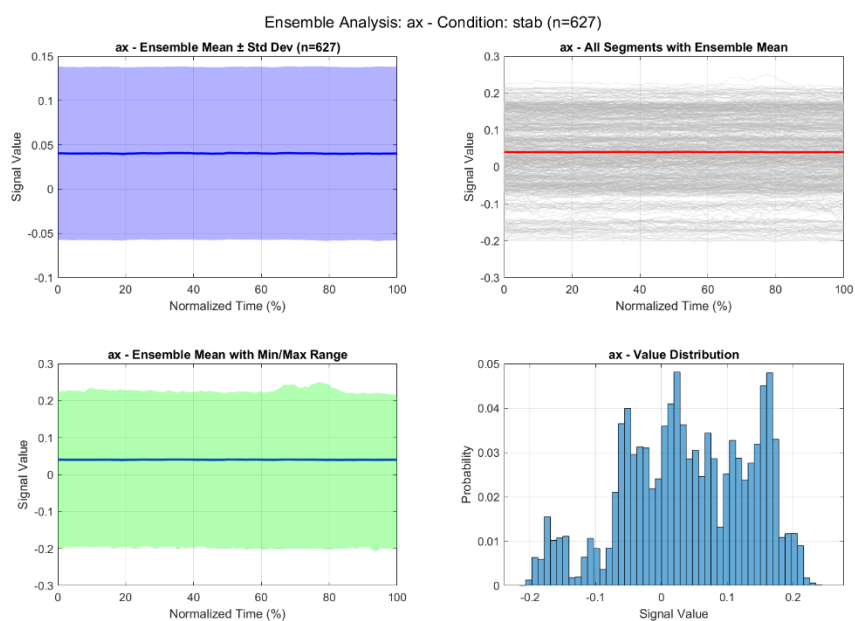 Ensemble Analysis: ax - Condition: stab (n=627)
ax - Ensemble Mean ± Std Dev (n=627)
0.15
0.1
0.05
0
-0.05
-0.1
Signal Value
0 20 40 60 80 100
Normalized Time (%)
ax - All Segments with Ensemble Mean
0.3
0.2
0.1
0
-0.1
-0.2
-0.3
Signal Value
0 20 40 60 80 100
Normalized Time (%)
ax - Ensemble Mean with Min/Max Range
0.3
0.2
0.1
0
-0.1
-0.2
-0.3
Signal Value
0 20 40 60 80 100
Normalized Time (%)
ax - Value Distribution
0.05
0.04
0.03
0.02
0.01
0
Probability
-0.2 -0.1 0 0.1 0.2
Signal Value